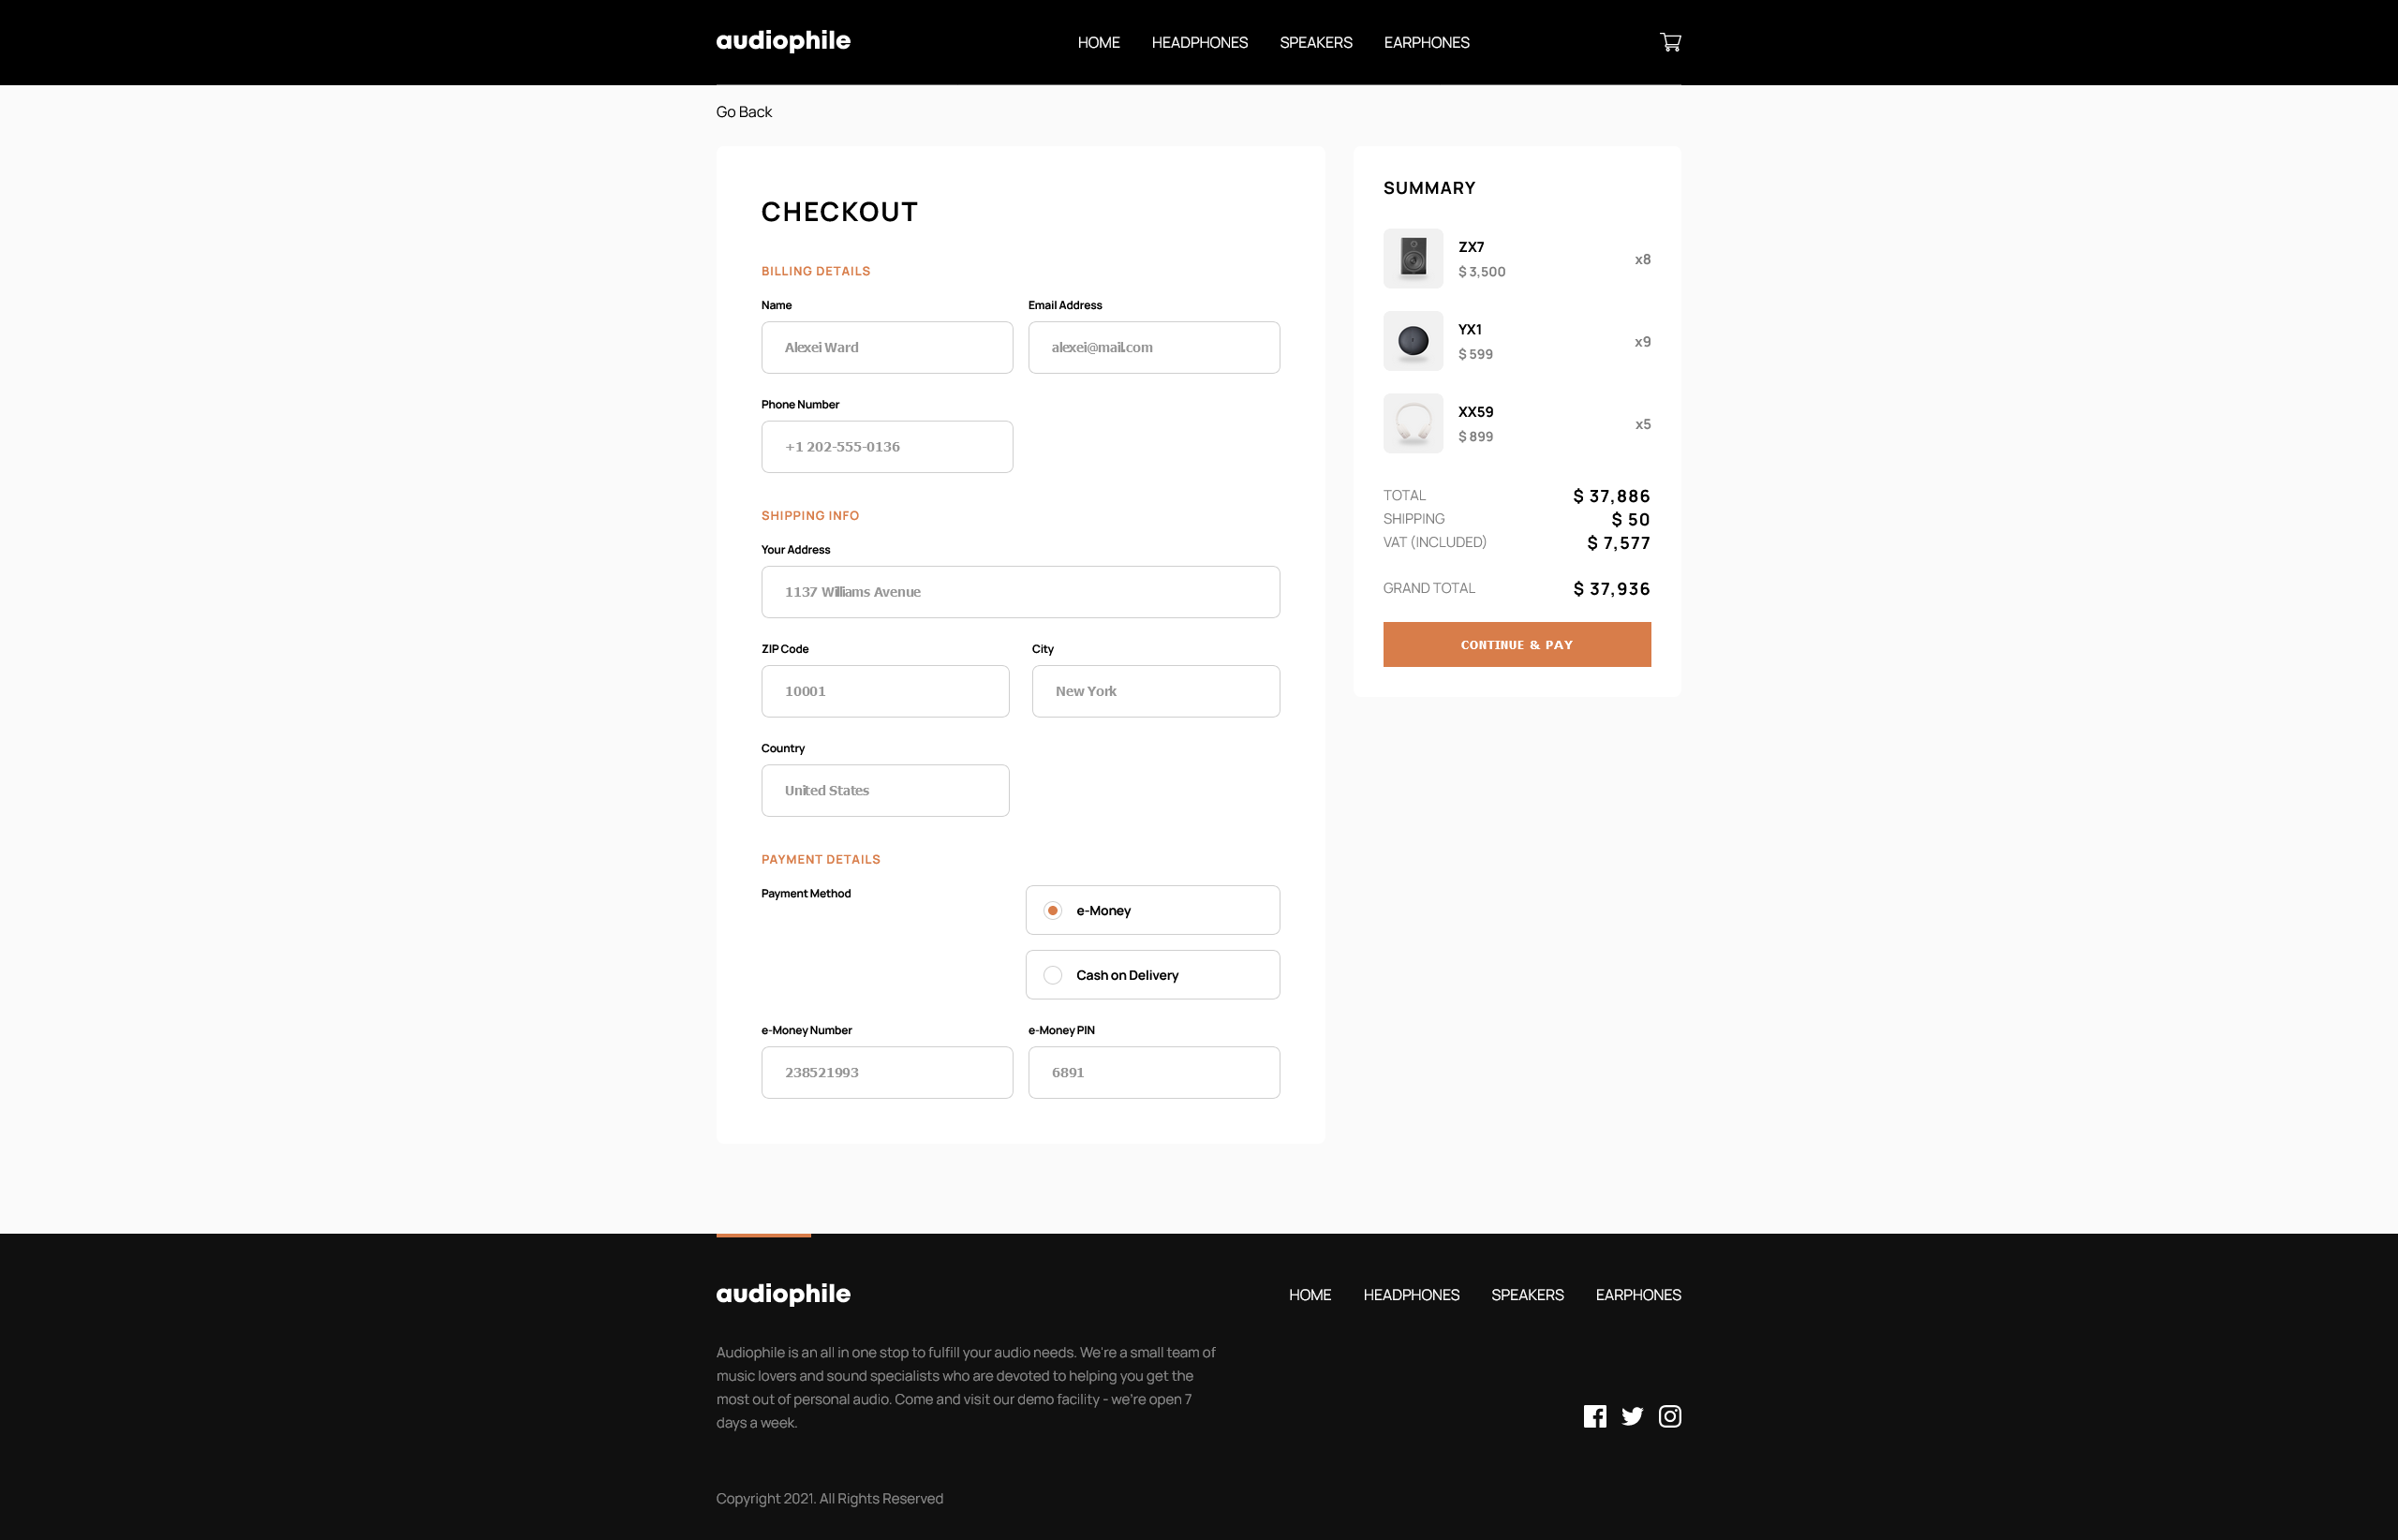 audiophile
HOME HEADPHONES SPEAKERS EARPHONES
Go Back
CHECKOUT
BILLING DETAILS
Name Email Address
Alexei Ward alexei@mail.com
Phone Number
+1 202-555-0136
SHIPPING INFO
Your Address
1137 Williams Avenue
ZIP Code City
10001 New York
Country
United States
PAYMENT DETAILS
Payment Method
e-Money
Cash on Delivery
e-Money Number e-Money PIN
238521993 6891
SUMMARY
ZX7
$ 3,500
x8
YX1
$ 599
x9
XX59
$ 899
x5
TOTAL $ 37,886
SHIPPING $ 50
VAT (INCLUDED) $ 7,577
GRAND TOTAL $ 37,936
CONTINUE & PAY
audiophile
HOME HEADPHONES SPEAKERS EARPHONES
Audiophile is an all in one stop to fulfill your audio needs. We're a small team of
music lovers and sound specialists who are devoted to helping you get the
most out of personal audio. Come and visit our demo facility - we're open 7
days a week.
Copyright 2021. All Rights Reserved